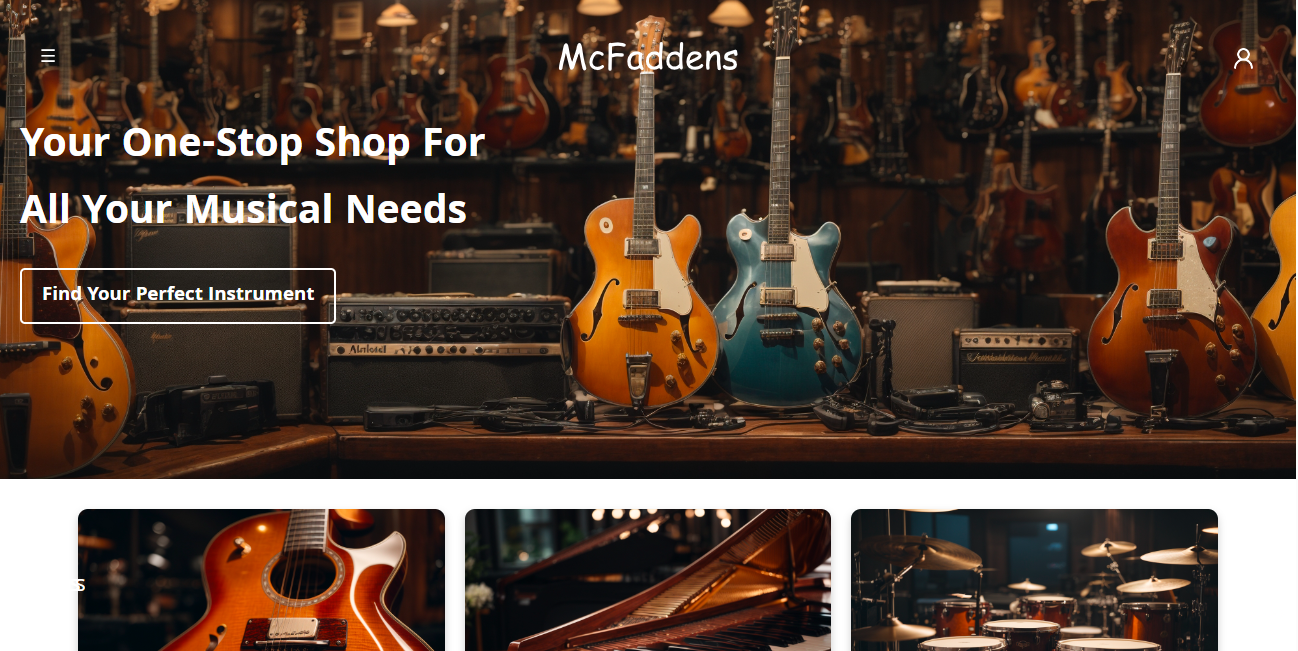 McFaddens
Your One-Stop Shop For
All Your Musical Needs
Find Your Perfect Instrument
s